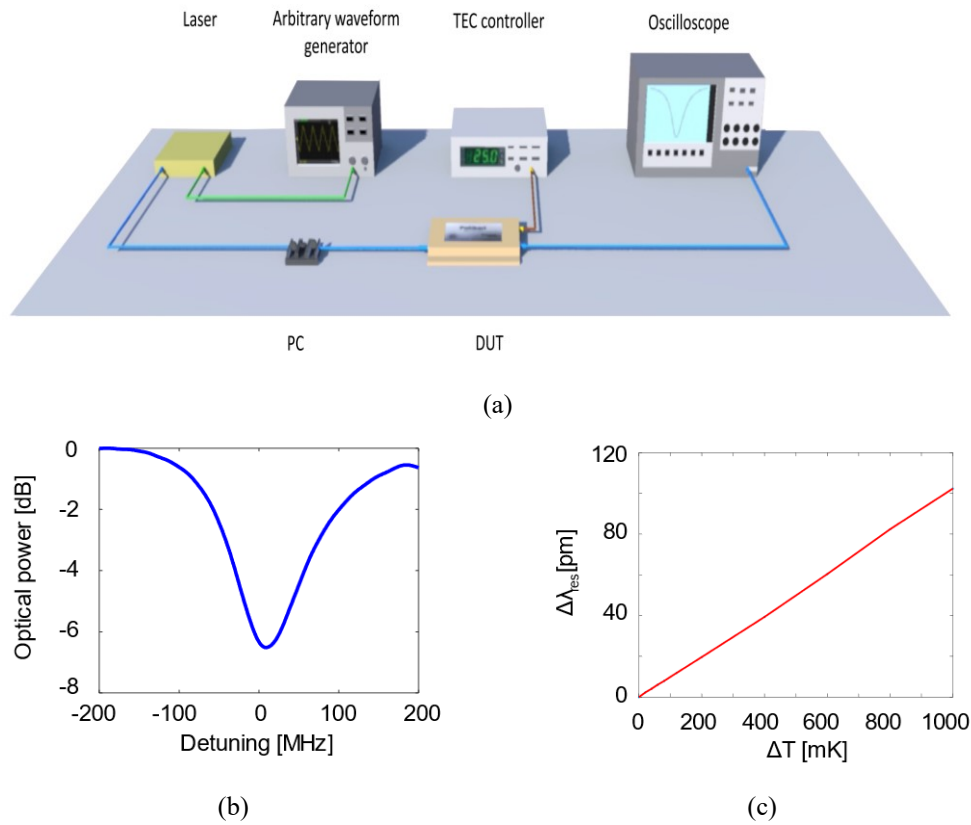 Laser
Arbitrary waveform
generator
TEC controller
Oscilloscope
25.0
PC
DUT
(a)
0
-2
-4
-6
-8
Optical power [dB]
-200
-100
0
100
200
Detuning [MHz]
(b)
120
80
40
0
Δλres[pm]
0
200
400
600
800
1000
ΔT [mK]
(c)